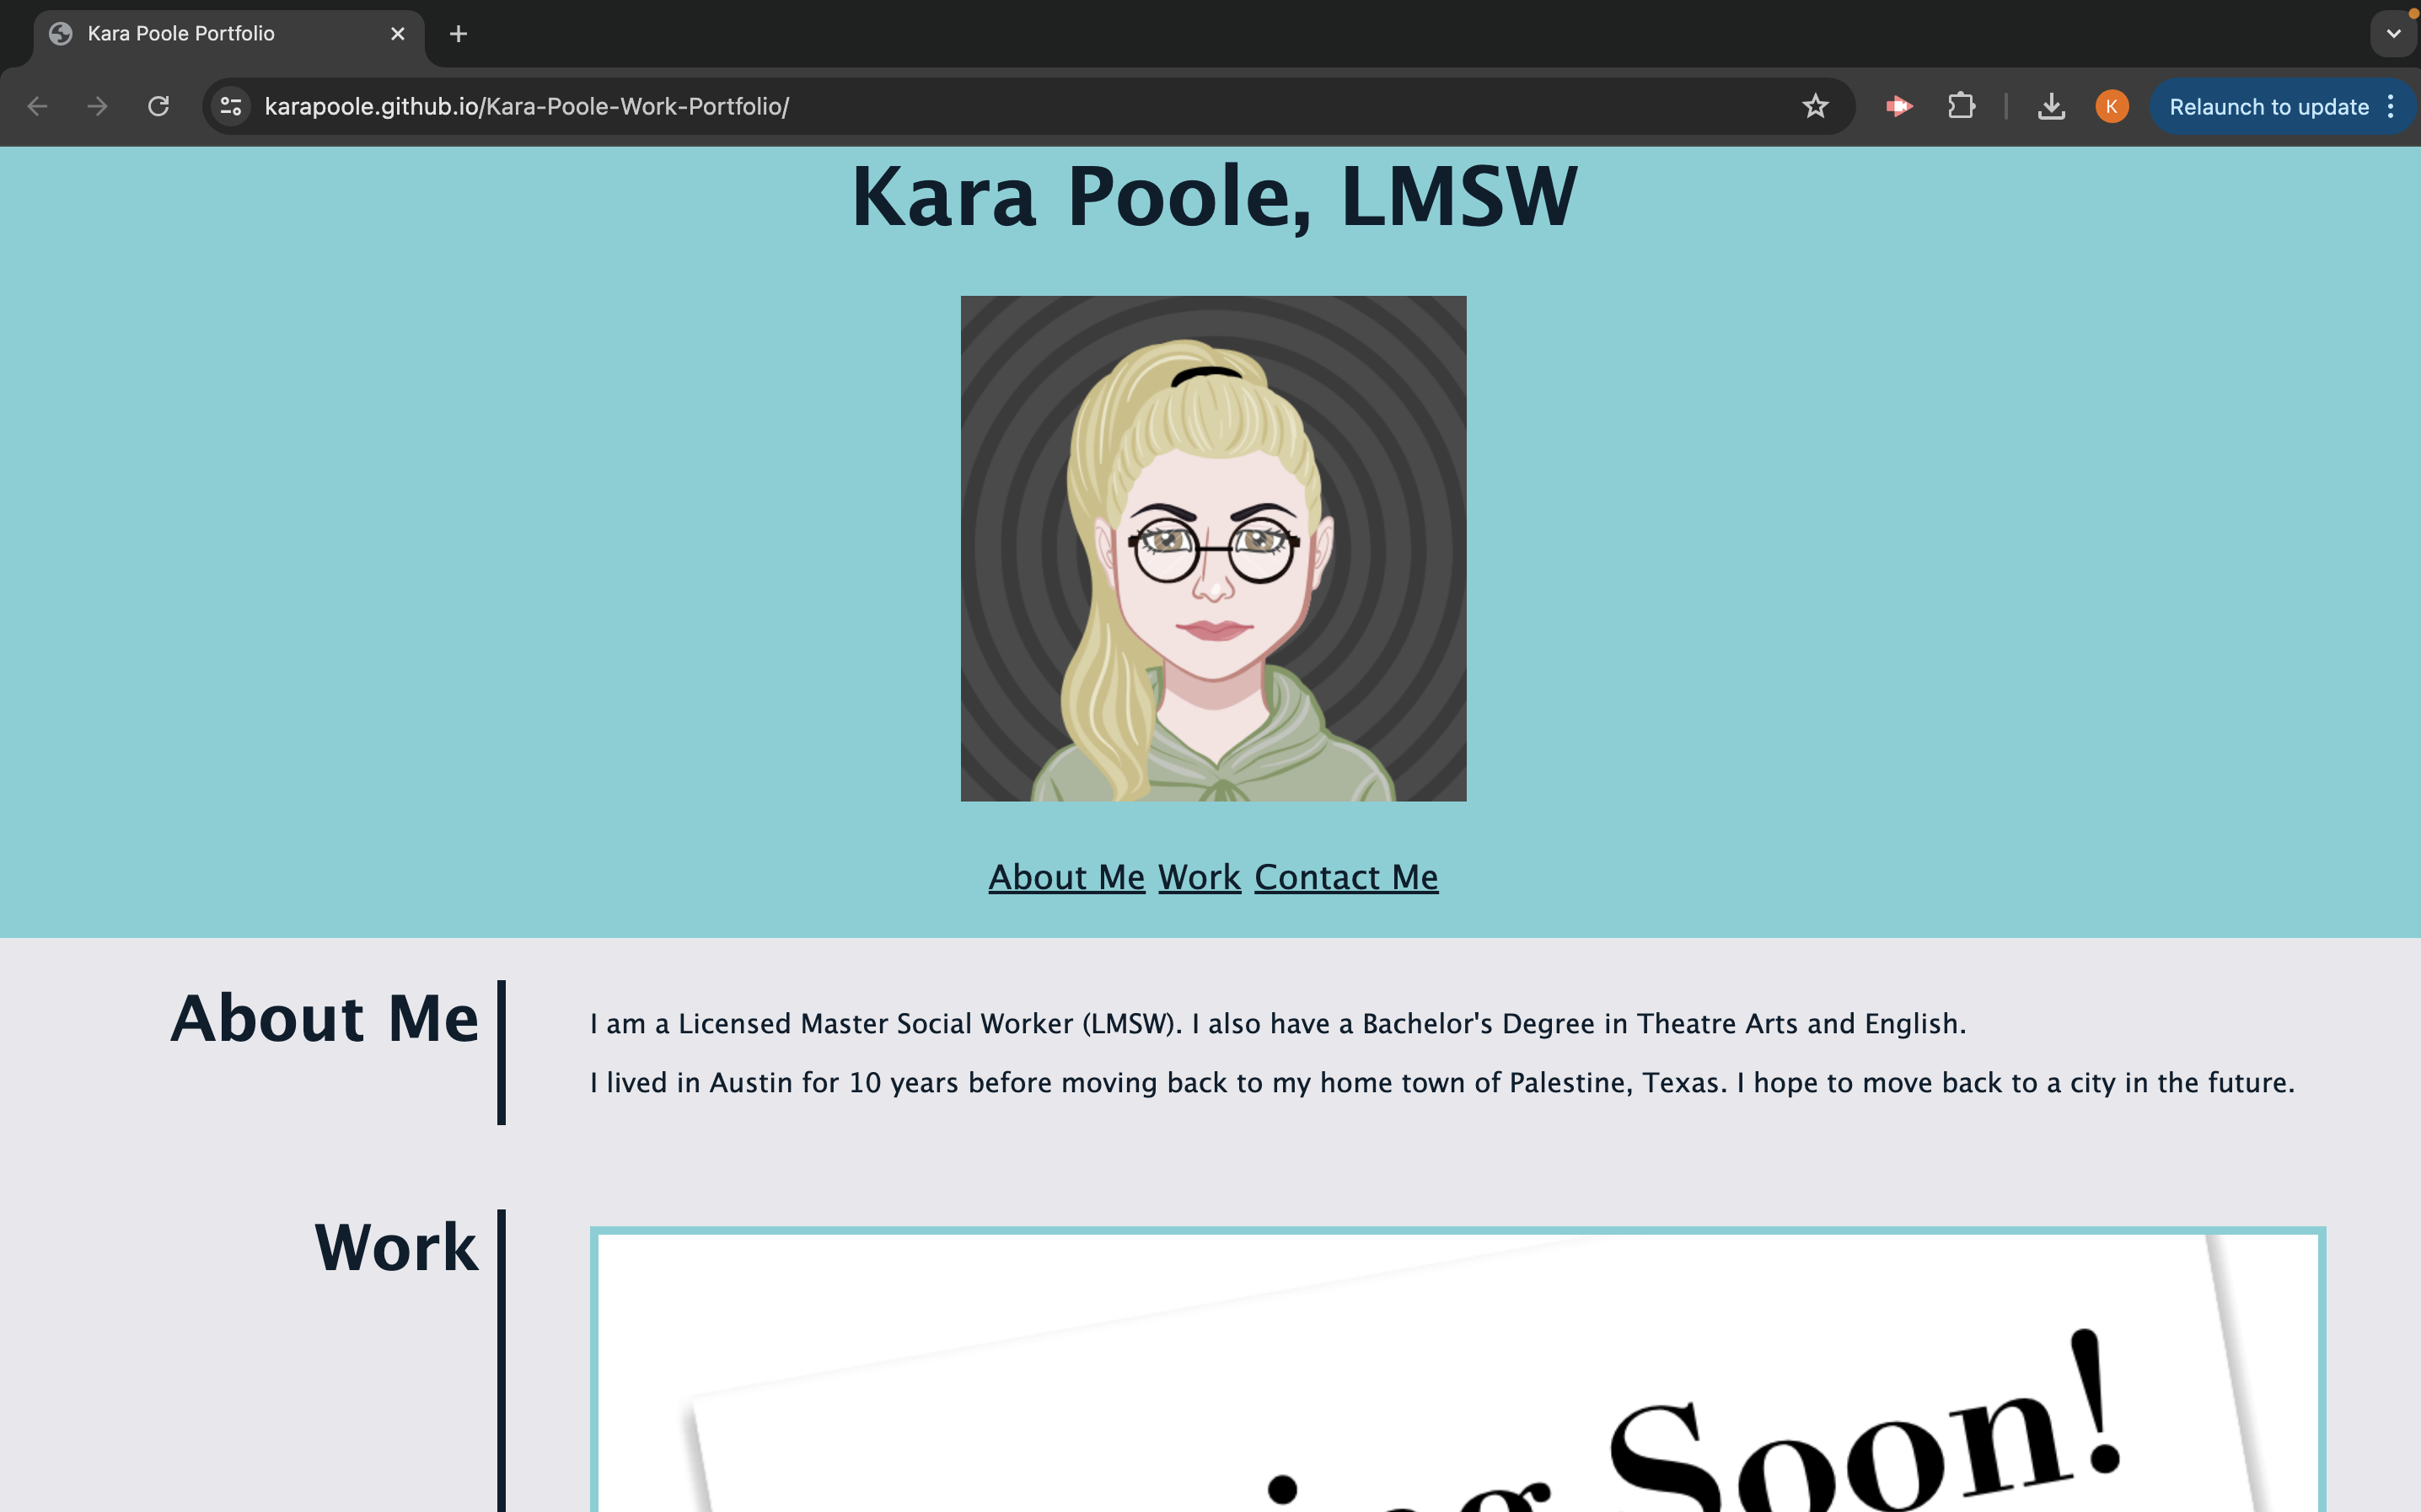 Kara Poole Portfolio
karapoole.github.io/Kara-Poole-Work-Portfolio/
K
Relaunch to update
Kara Poole, LMSW
About Me Work Contact Me
About Me
I am a Licensed Master Social Worker (LMSW). I also have a Bachelor's Degree in Theatre Arts and English.
I lived in Austin for 10 years before moving back to my home town of Palestine, Texas. I hope to move back to a city in the future.
Work
Soon!